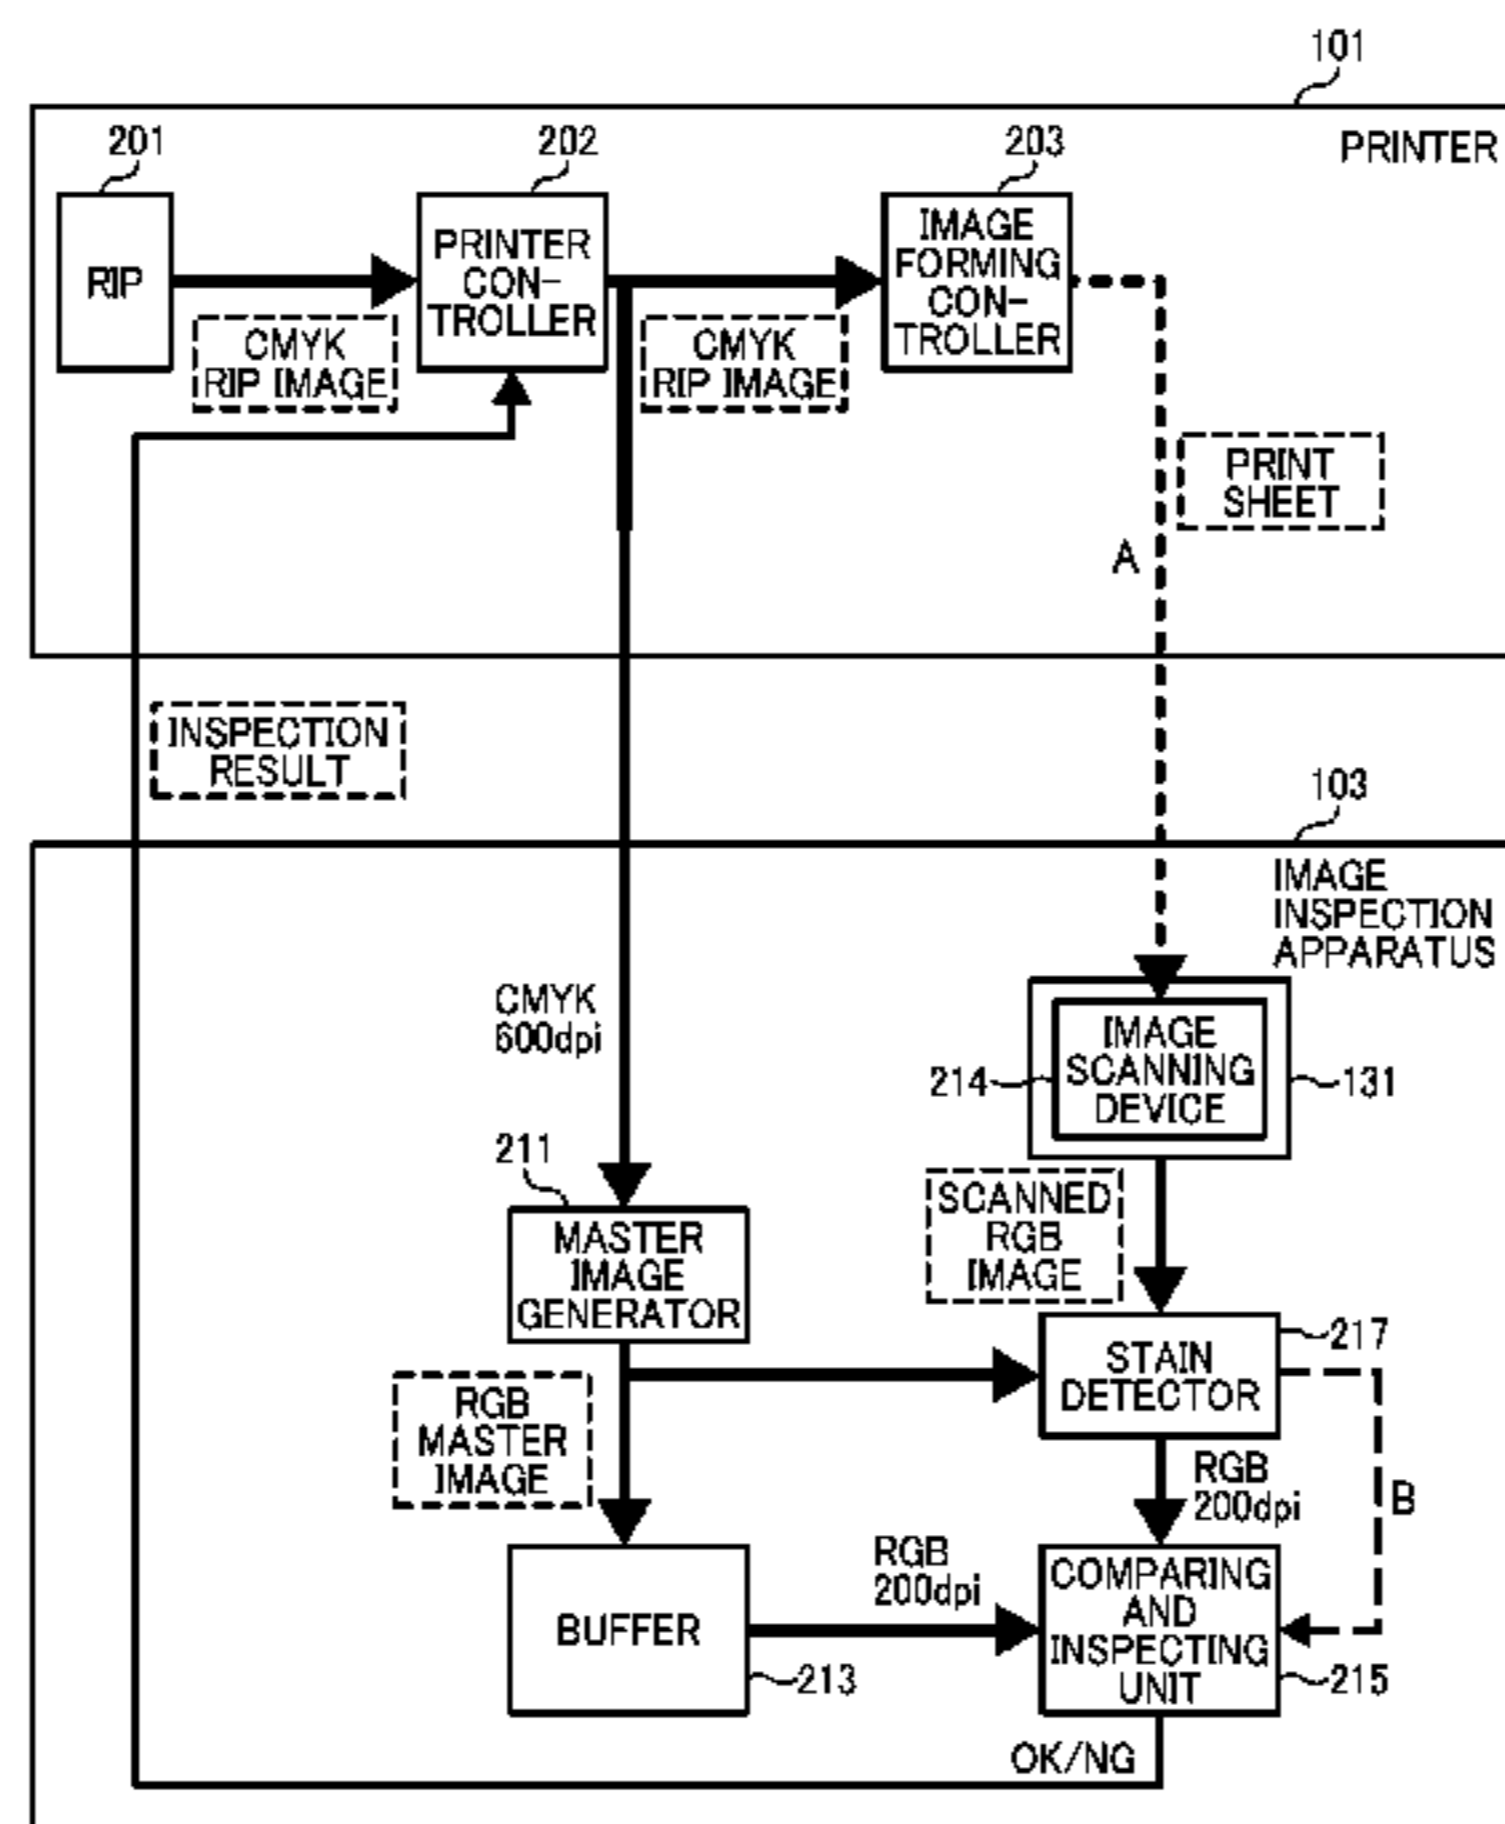 101
PRINTER
201
202
203
RIP
PRINTER
CON-
TROLLER
IMAGE
FORMING
CON-
TROLLER
CMYK
RIP IMAGE
CMYK
RIP IMAGE
PRINT
SHEET
A
INSPECTION
RESULT
103
IMAGE
INSPECTION
APPARATUS
CMYK
600dpi
IMAGE
SCANNING
DEVICE
214
131
211
MASTER
IMAGE
GENERATOR
SCANNED
RGB
IMAGE
217
STAIN
DETECTOR
RGB
MASTER
IMAGE
RGB
200dpi
B
RGB
200dpi
BUFFER
213
COMPARING
AND
INSPECTING
UNIT
215
OK/NG